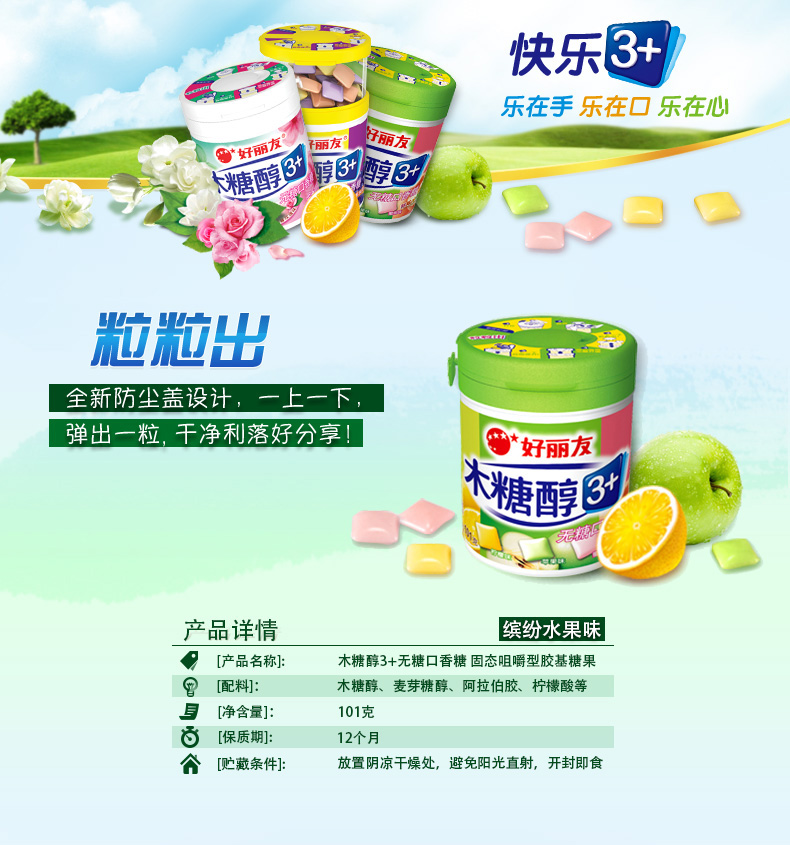 快乐3+
乐在手 乐在口 乐在心
好丽友
木糖醇3+
好丽友
醇3+
粒粒出
全新防尘盖设计，一上一下，
弹出一粒, 干净利落好分享!
好丽友
木糖醇3+
无糖口
苹果味
产品详情
缤纷水果味
[产品名称]: 木糖醇3+无糖口香糖 固态咀嚼型胶基糖果
[配料]: 木糖醇、麦芽糖醇、阿拉伯胶、柠檬酸等
[净含量]: 101克
[保质期]: 12个月
[贮藏条件]: 放置阴凉干燥处，避免阳光直射，开封即食